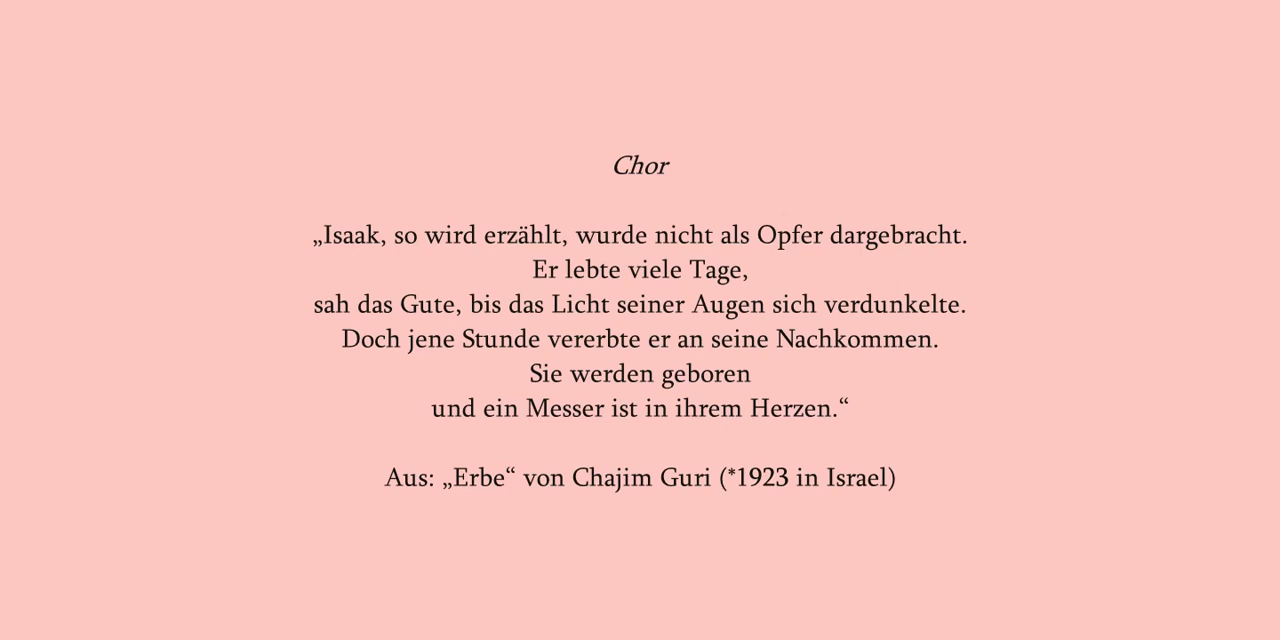 Chor
„Isaak, so wird erzählt, wurde nicht als Opfer dargebracht.
Er lebte viele Tage,
sah das Gute, bis das Licht seiner Augen sich verdunkelte.
Doch jene Stunde vererbte er an seine Nachkommen.
Sie werden geboren
und ein Messer ist in ihrem Herzen.“
Aus: „Erbe“ von Chajim Guri (*1923 in Israel)